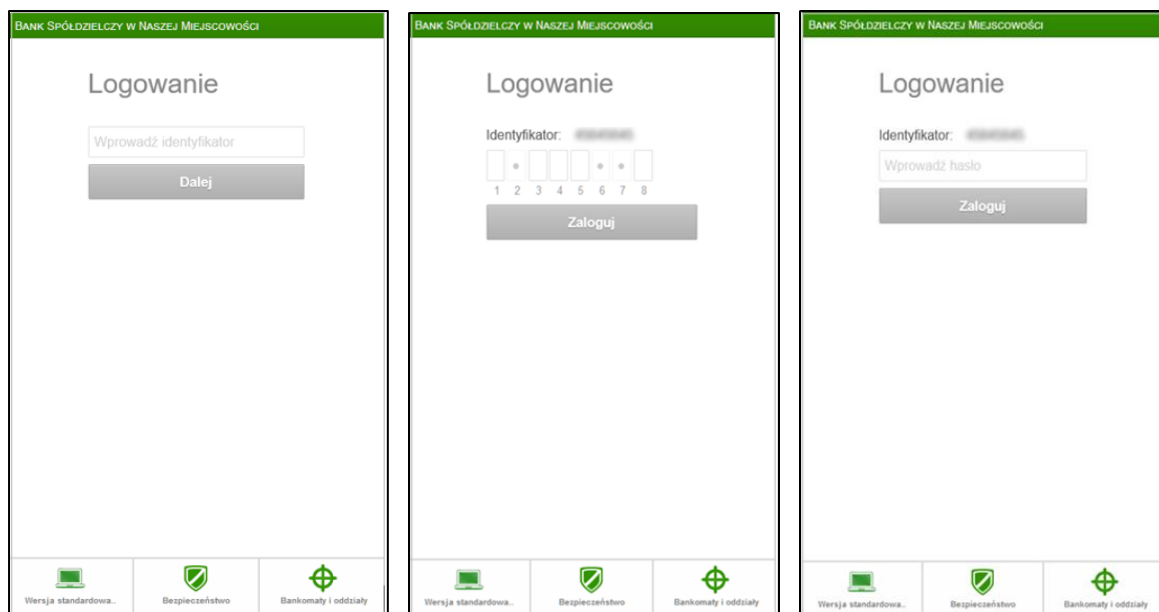 BANK SPÓŁDZIELCZY W NASZEJ MIEJSCOWOŚCI
Logowanie
Wprowadź identyfikator
Dalej
Wersja standardowa..
Bezpieczeństwo
Bankomaty i oddziały
BANK SPÓŁDZIELCZY W NASZEJ MIEJSCOWOŚCI
Logowanie
Identyfikator:
1 2 3 4 5 6 7 8
Zaloguj
Wersja standardowa..
Bezpieczeństwo
Bankomaty i oddziały
BANK SPÓŁDZIELCZY W NASZEJ MIEJSCOWOŚCI
Logowanie
Identyfikator:
Wprowadź hasło
Zaloguj
Wersja standardowa..
Bezpieczeństwo
Bankomaty i oddziały